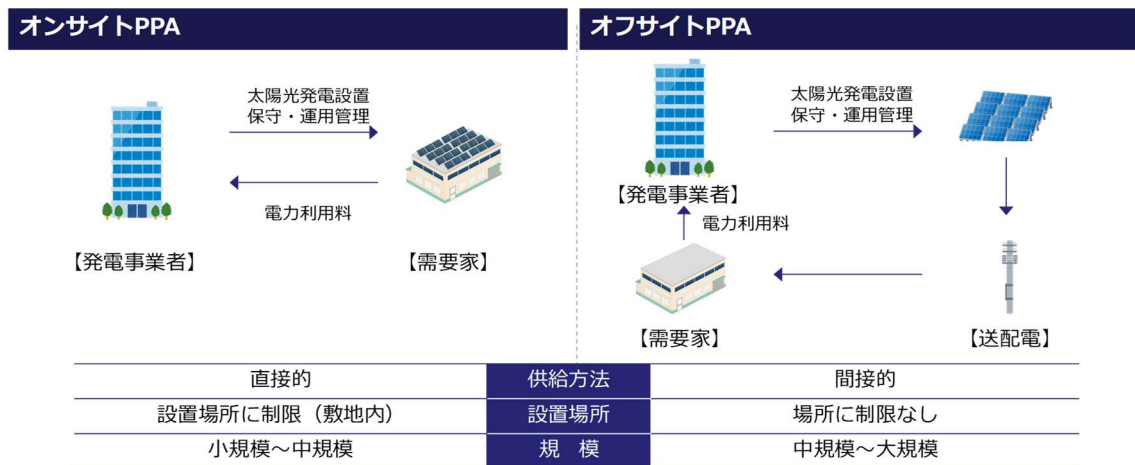 オンサイトPPA
太陽光発電設置
保守・運用管理
電力利用料
【発電事業者】
【需要家】
オフサイトPPA
太陽光発電設置
保守・運用管理
【発電事業者】
電力利用料
【需要家】
【送配電】
直接的 供給方法 間接的
設置場所に制限（敷地内） 設置場所 場所に制限なし
小規模～中規模 規　模 中規模～大規模